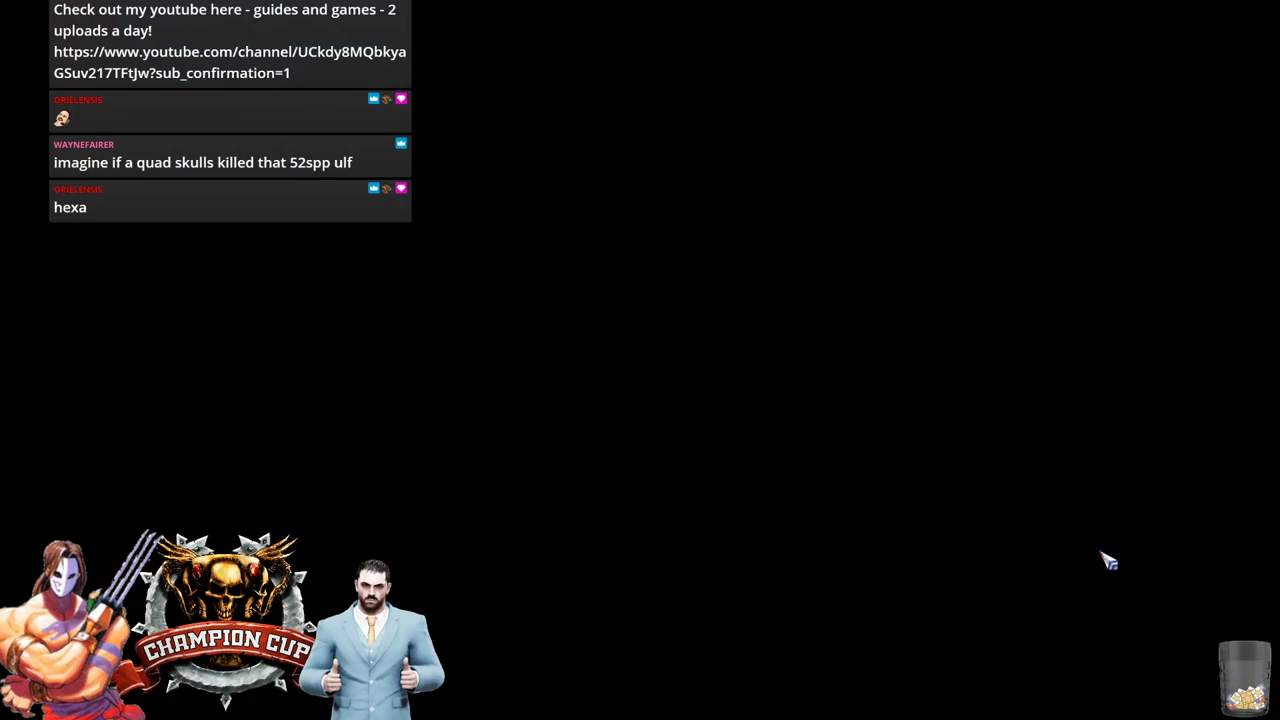 Check out my youtube here - guides and games - 2
uploads a day!
https://www.youtube.com/channel/UCkdy8MQbkya
GSuv217TFtJw?sub_confirmation=1
ORIELENSIS
WAYNEFAIRER
imagine if a quad skulls killed that 52spp ulf
ORIELENSIS
hexa
CHAMPION CUP